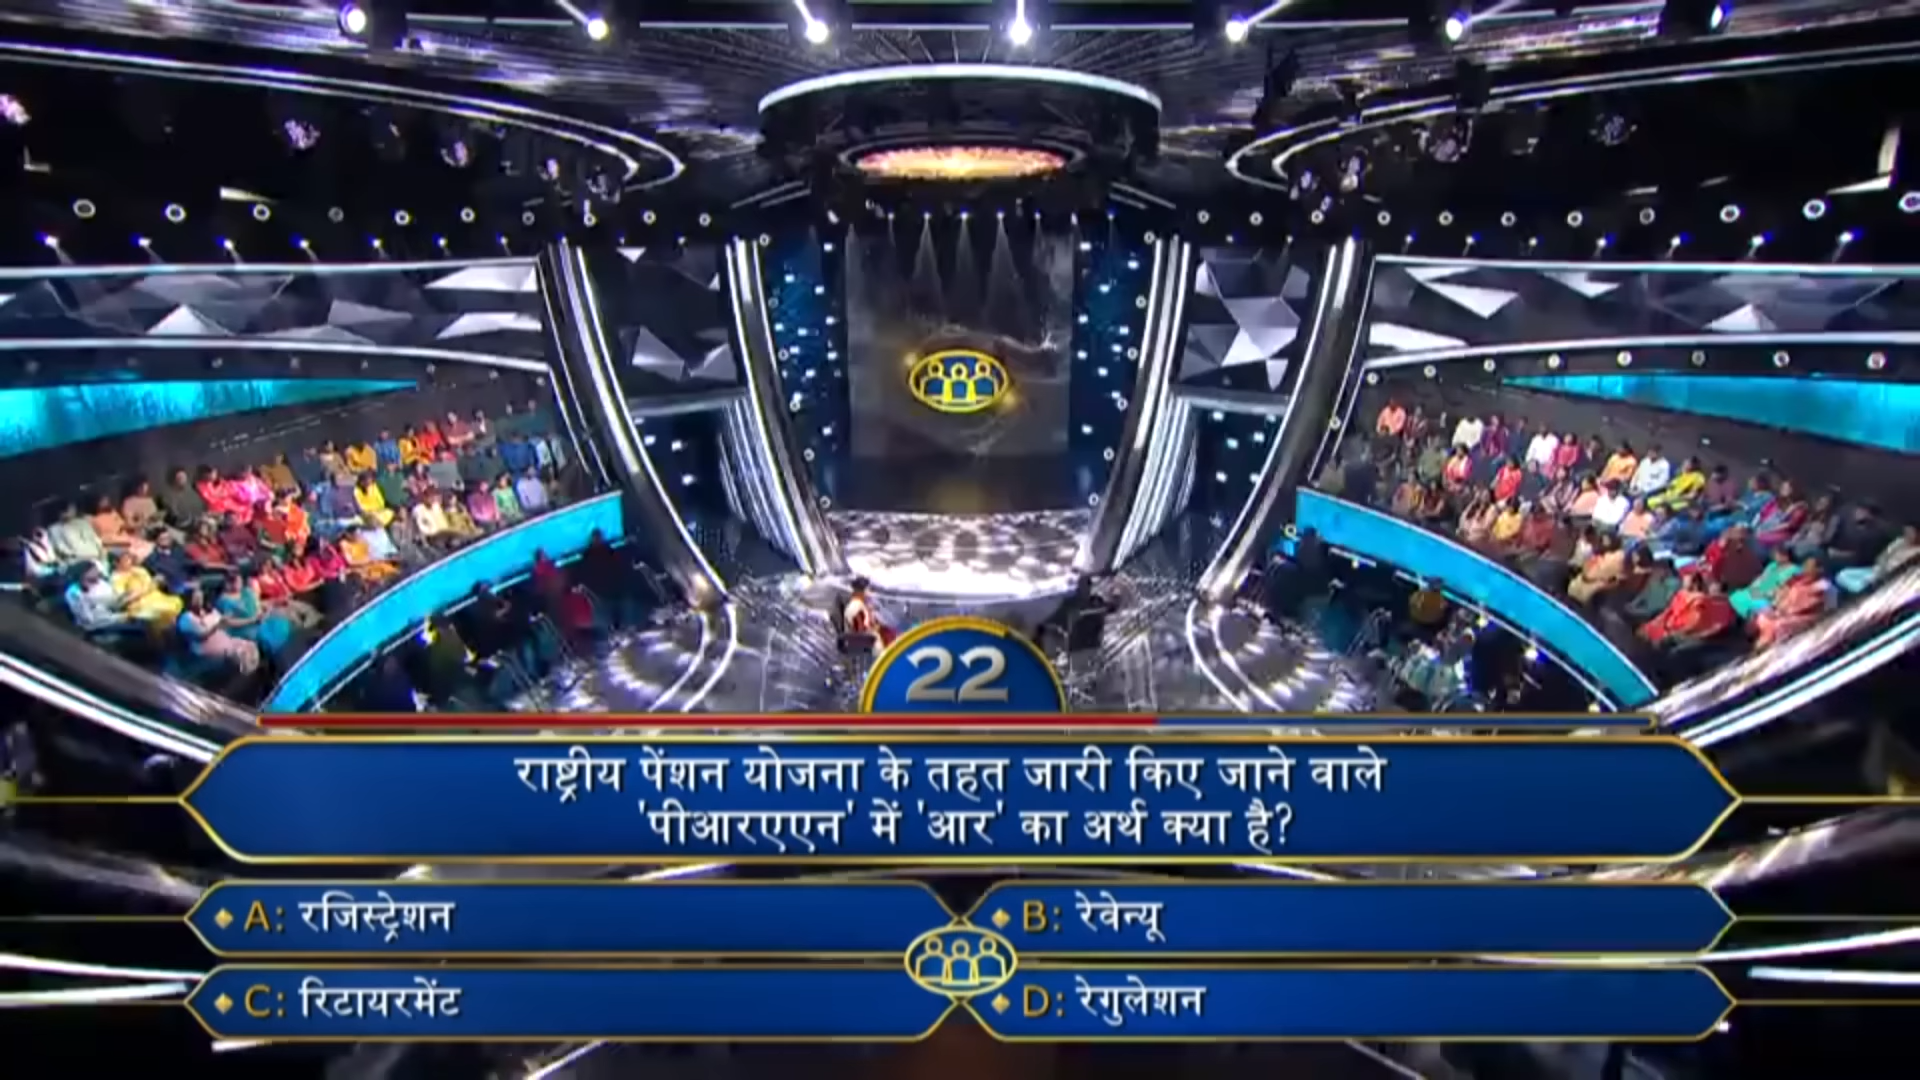 22
राष्ट्रीय पेंशन योजना के तहत जारी किए जाने वाले
'पीआरएएन' में 'आर' का अर्थ क्या है?
A: रजिस्ट्रेशन
B: रेवेन्यू
C: रिटायरमेंट
D: रेगुलेशन